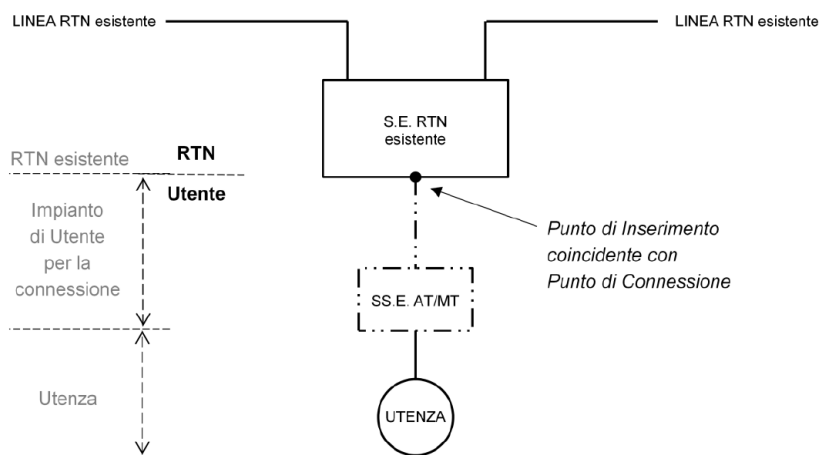 LINEA RTN esistente
LINEA RTN esistente
S.E. RTN
esistente
RTN esistente
RTN
Utente
Impianto
di Utente
per la
connessione
Punto di Inserimento
coincidente con
Punto di Connessione
SS.E. AT/MT
Utenza
UTENZA